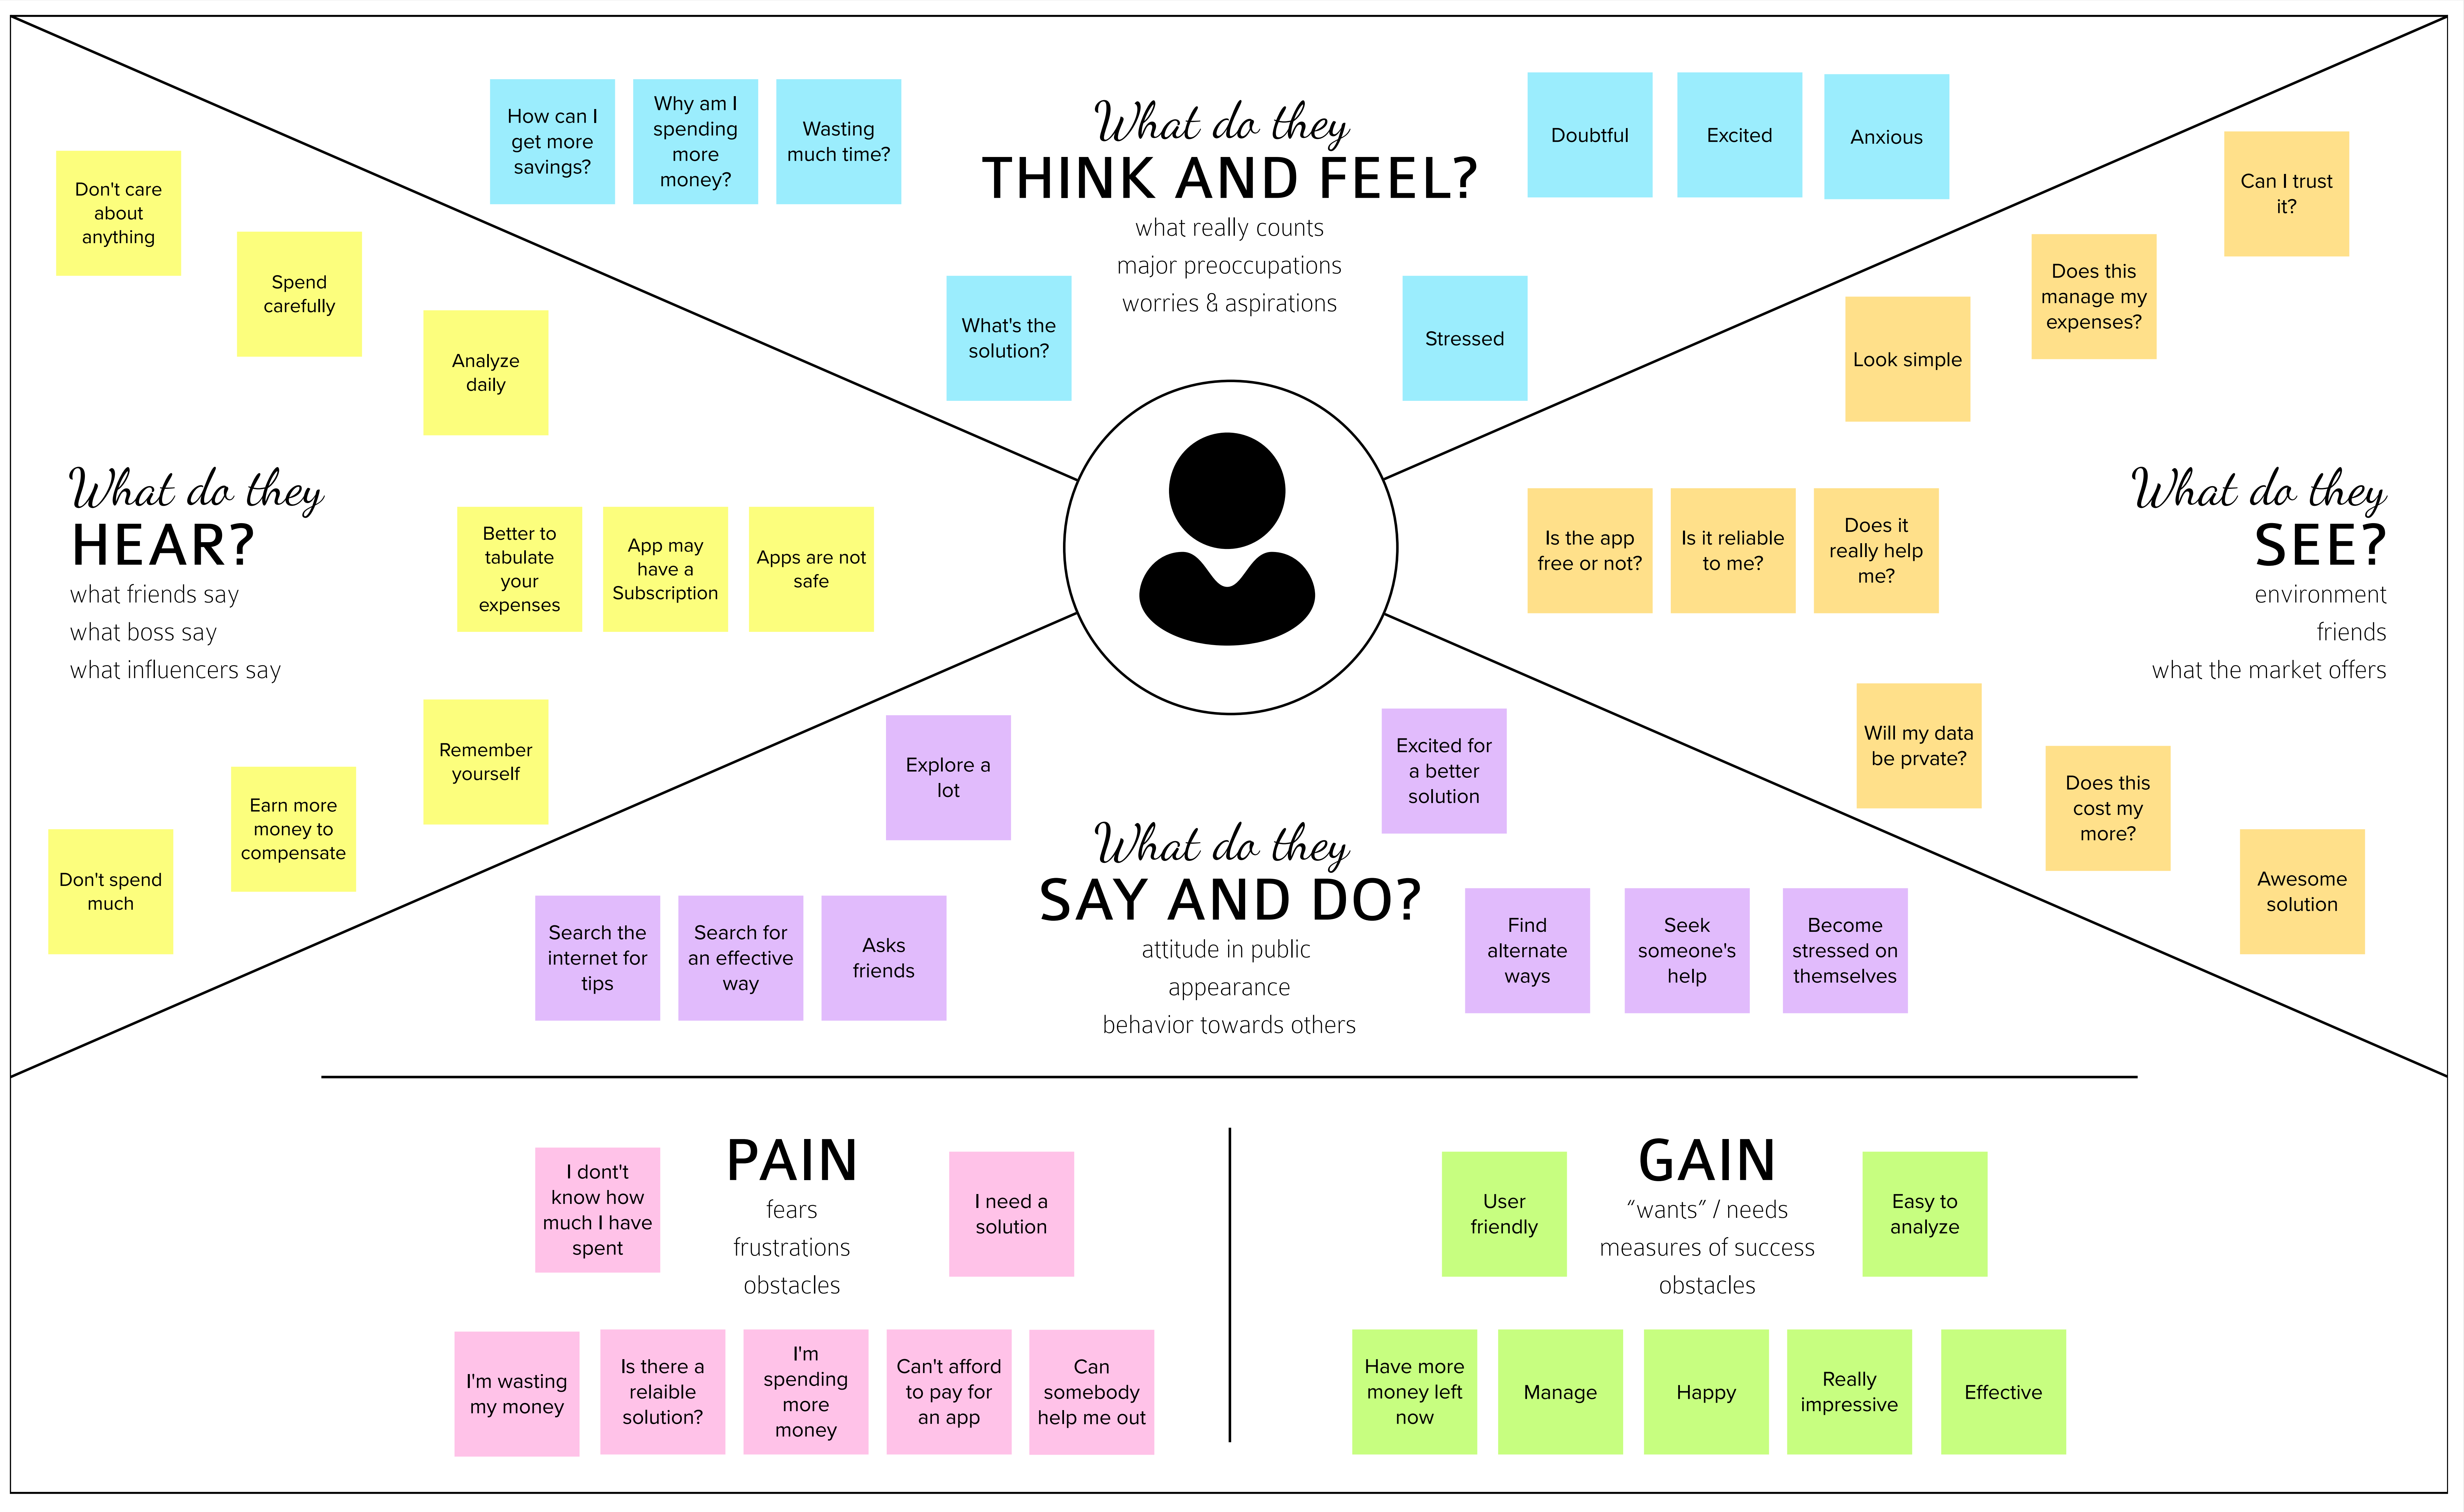 How can I
get more
savings?
Why am I
spending
more
money?
Wasting
much time?
What do they
THINK AND FEEL?
what really counts
major preoccupations
worries & aspirations
What's the
solution?
Doubtful
Excited
Anxious
Stressed
Don't care
about
anything
Spend
carefully
Analyze
daily
What do they
HEAR?
what friends say
what boss say
what influencers say
Better to
tabulate
your
expenses
App may
have a
Subscription
Apps are not
safe
Remember
yourself
Earn more
money to
compensate
Don't spend
much
Can I trust
it?
Does this
manage my
expenses?
Look simple
Is the app
free or not?
Is it reliable
to me?
Does it
really help
me?
What do they
SEE?
environment
friends
what the market offers
Will my data
be prvate?
Does this
cost my
more?
Awesome
solution
Explore a
lot
Excited for
a better
solution
What do they
SAY AND DO?
attitude in public
appearance
behavior towards others
Search the
internet for
tips
Search for
an effective
way
Asks
friends
Find
alternate
ways
Seek
someone's
help
Become
stressed on
themselves
I dont't
know how
much I have
spent
PAIN
fears
frustrations
obstacles
I need a
solution
I'm wasting
my money
Is there a
relaible
solution?
I'm
spending
more
money
Can't afford
to pay for
an app
Can
somebody
help me out
User
friendly
GAIN
“wants” / needs
measures of success
obstacles
Easy to
analyze
Have more
money left
now
Manage
Happy
Really
impressive
Effective